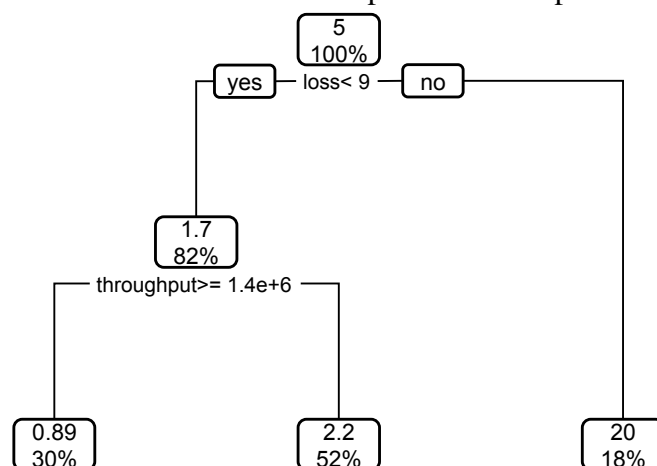 5
100%
yes loss< 9 no
1.7
82%
throughput>= 1.4e+6
0.89 2.2 20
30% 52% 18%